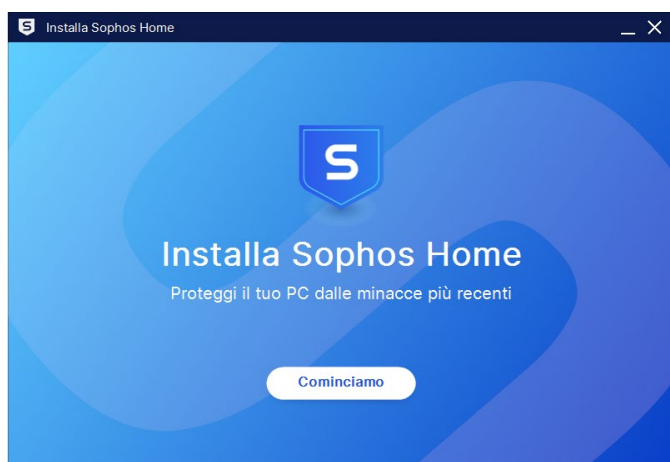 S Installa Sophos Home
S
Installa Sophos Home
Proteggi il tuo PC dalle minacce più recenti
Cominciamo